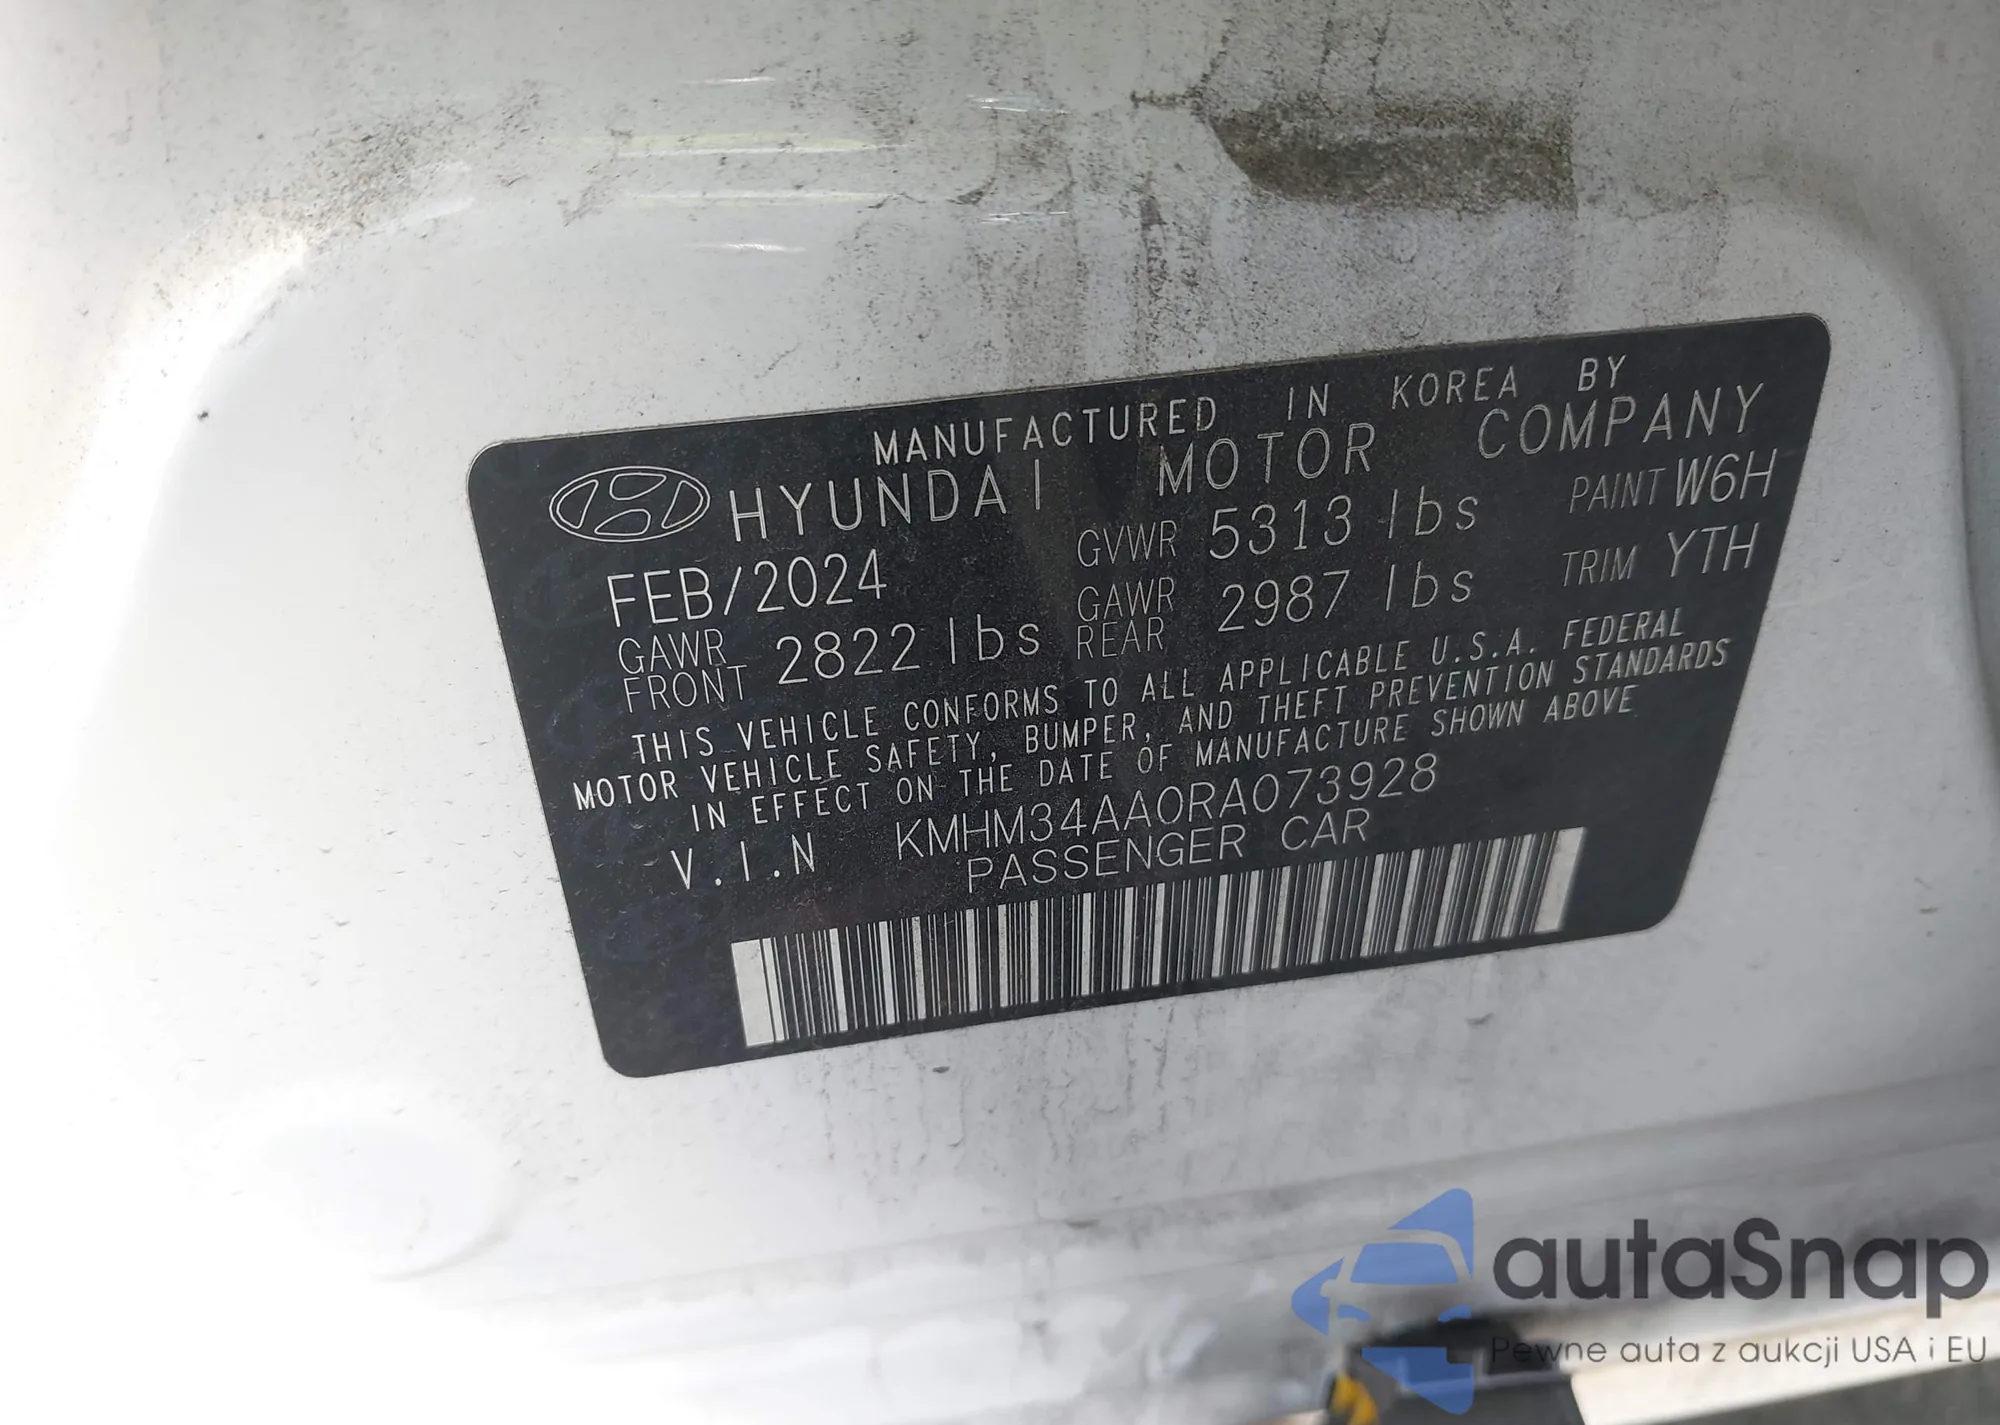 MANUFACTURED IN KOREA BY
HYUNDAI MOTOR COMPANY
FEB/2024 GVWR 5313 lbs PAINT W6H
GAWR FRONT 2822 lbs GAWR REAR 2987 lbs TRIM YTH
THIS VEHICLE CONFORMS TO ALL APPLICABLE U.S.A. FEDERAL
MOTOR VEHICLE SAFETY, BUMPER, AND THEFT PREVENTION STANDARDS
IN EFFECT ON THE DATE OF MANUFACTURE SHOWN ABOVE
V.I.N KMHM34AA0RA073928
PASSENGER CAR
autaSnap
Pewne auta z aukcji USA i EU